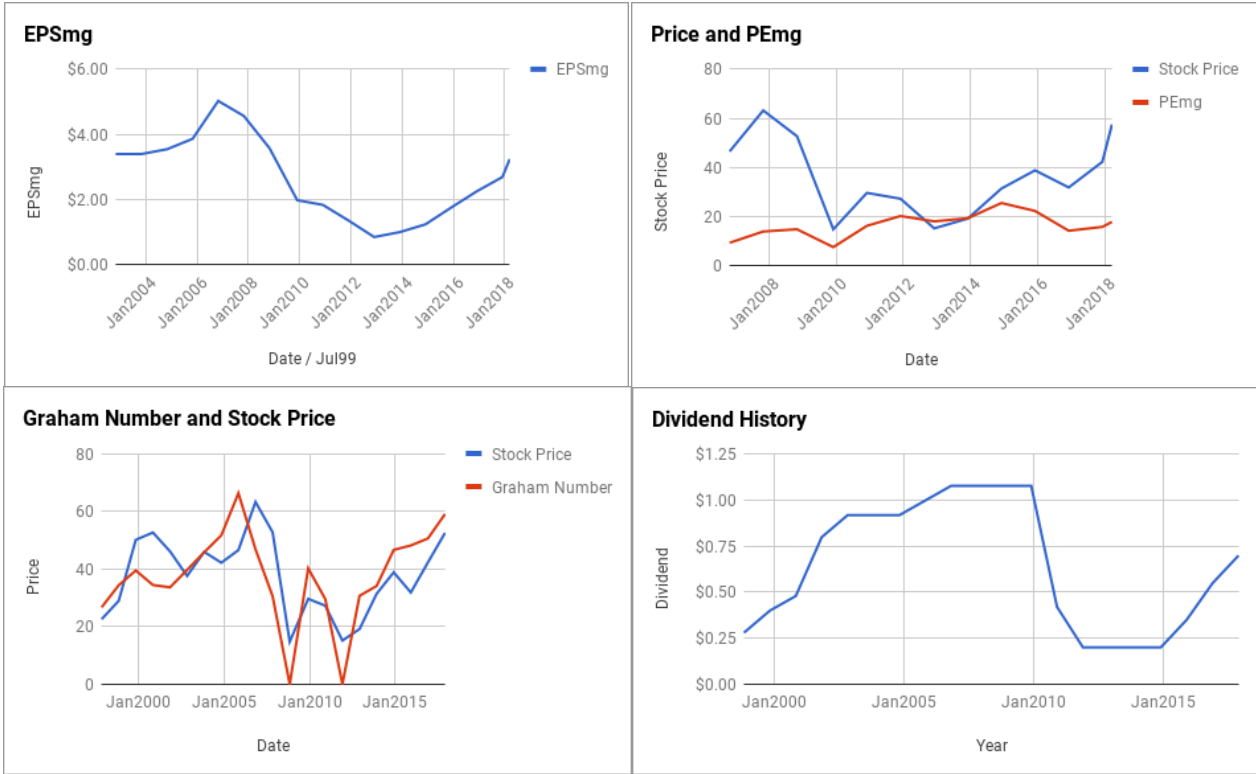 EPSmg
EPSmg
$6.00
$4.00
$2.00
$0.00
EPSmg
Jan2004
Jan2006
Jan2008
Jan2010
Jan2012
Jan2014
Jan2016
Jan2018
Date / Jul99
Price and PEmg
Stock Price
PEmg
80
60
40
20
0
Stock Price
Jan2008
Jan2010
Jan2012
Jan2014
Jan2016
Jan2018
Date
Graham Number and Stock Price
Stock Price
Graham Number
80
60
40
20
0
Price
Jan2000
Jan2005
Jan2010
Jan2015
Date
Dividend History
$1.25
$1.00
$0.75
$0.50
$0.25
$0.00
Dividend
Jan2000
Jan2005
Jan2010
Jan2015
Year